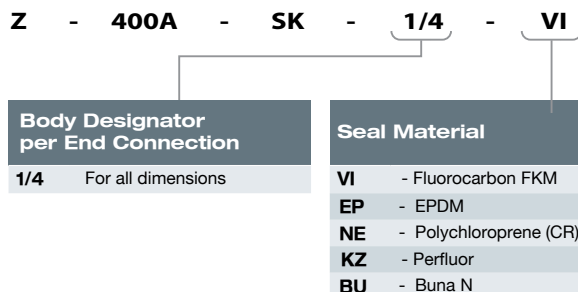 Z - 400A - SK - 1/4 - VI
Body Designator
per End Connection
1/4 For all dimensions
Seal Material
VI - Fluorocarbon FKM
EP - EPDM
NE - Polychloroprene (CR)
KZ - Perfluor
BU - Buna N